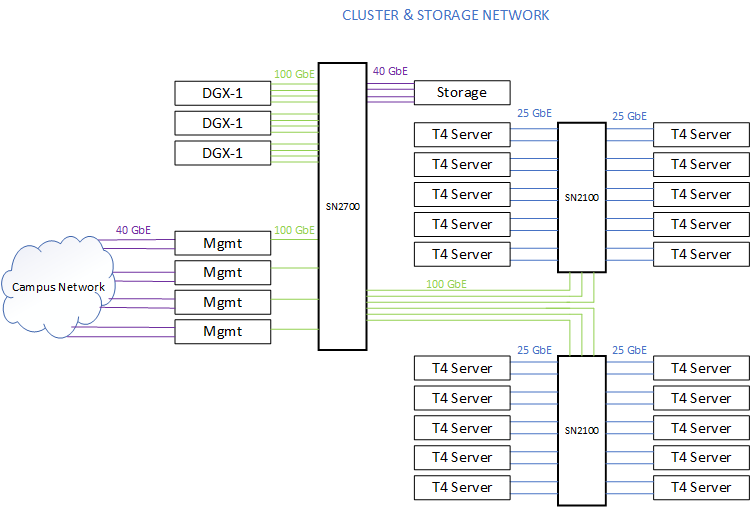 CLUSTER & STORAGE NETWORK
100 GbE
40 GbE
DGX-1
Storage
DGX-1
DGX-1
25 GbE
25 GbE
T4 Server
T4 Server
T4 Server
T4 Server
T4 Server
T4 Server
T4 Server
T4 Server
T4 Server
T4 Server
SN2100
SN2700
40 GbE
100 GbE
Mgmt
Mgmt
Mgmt
Mgmt
Campus Network
100 GbE
25 GbE
25 GbE
T4 Server
T4 Server
T4 Server
T4 Server
T4 Server
T4 Server
T4 Server
T4 Server
T4 Server
T4 Server
SN2100